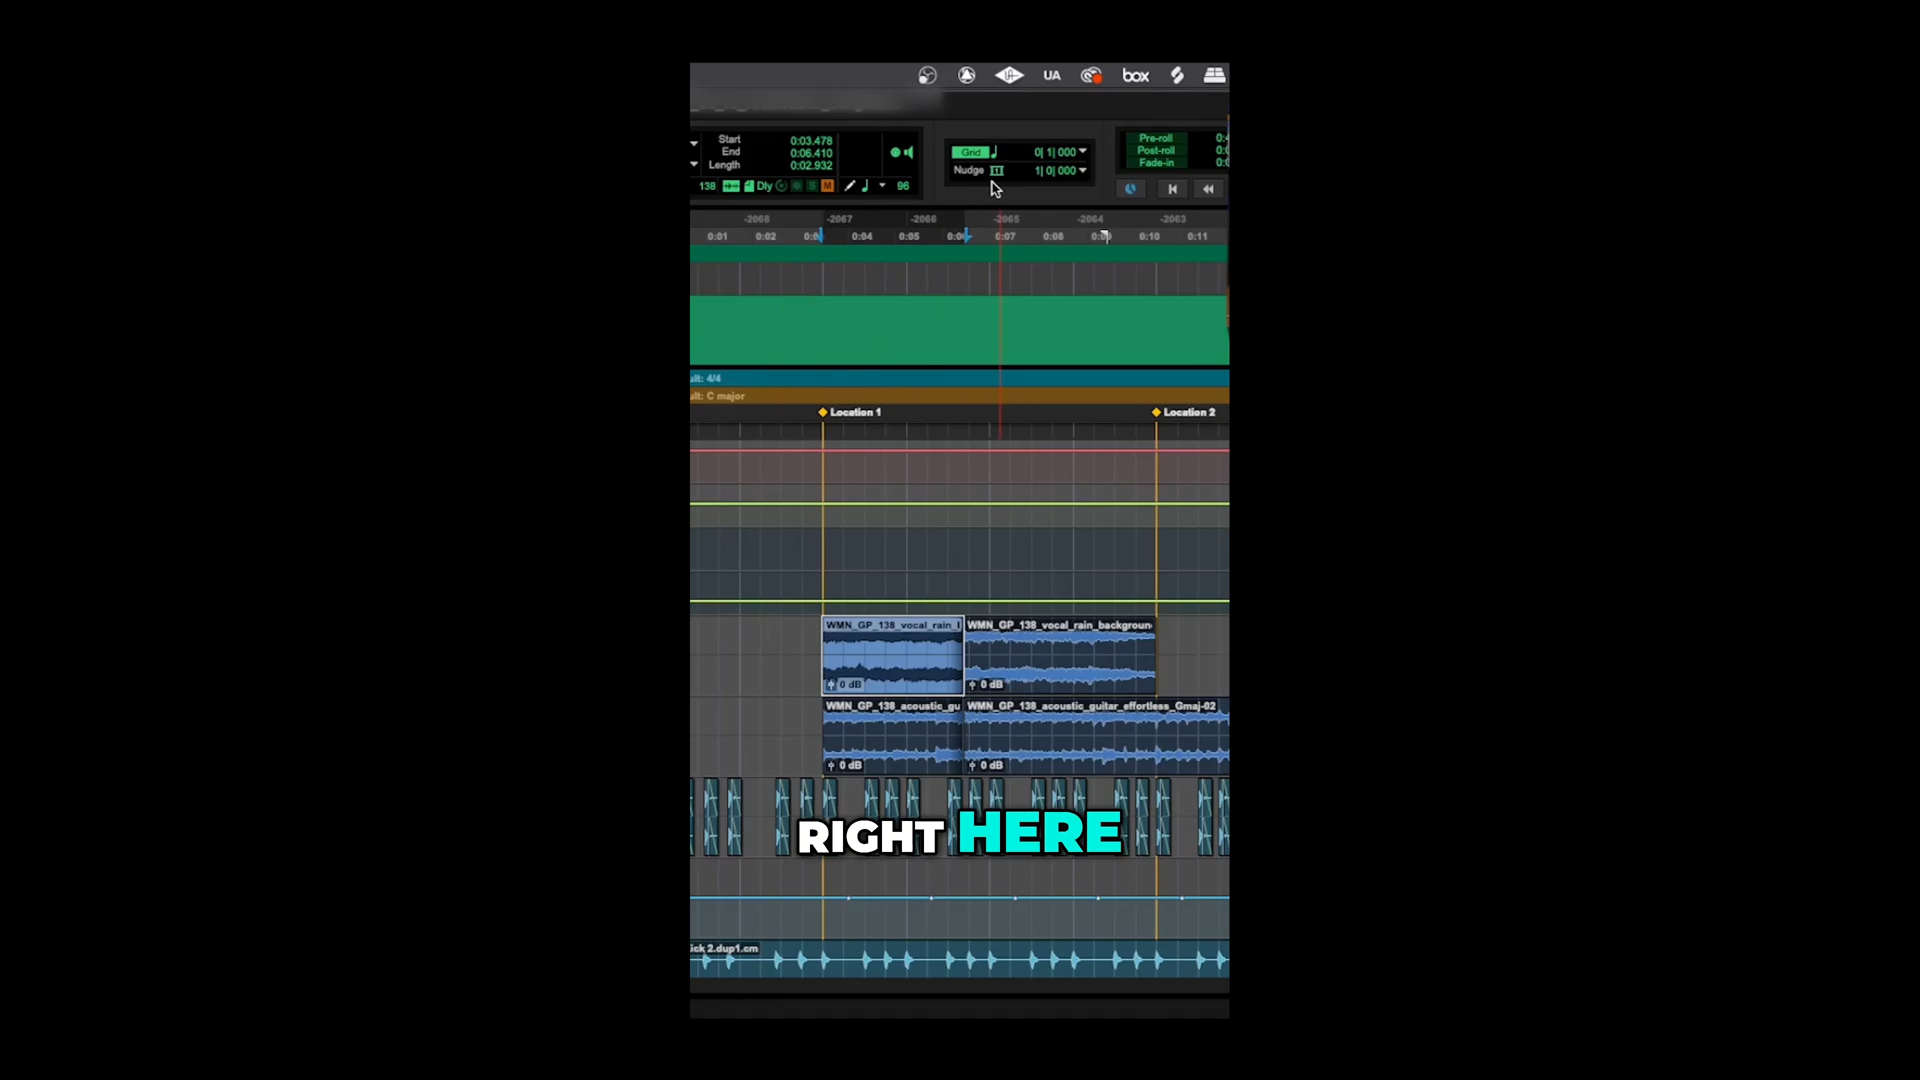 UA
box
Start 0:03.478
End 0:06.410
Length 0:02.932
138
Dly
S
M
96
Grid 0| 1| 000
Nudge 1| 0| 000
Pre-roll
Post-roll
Fade-in
-2068 -2067 -2066 -2065 -2064 -2063
0:01 0:02 0:04 0:05 0:07 0:08 0:10 0:11
ult: 4/4
ult: C major
Location 1
Location 2
WMN_GP_138_vocal_rain_
WMN_GP_138_vocal_rain_backgroun
0 dB
0 dB
WMN_GP_138_acoustic_gu
WMN_GP_138_acoustic_guitar_effortless_Gmaj-02
0 dB
0 dB
RIGHT HERE
ick 2.dup1.cm